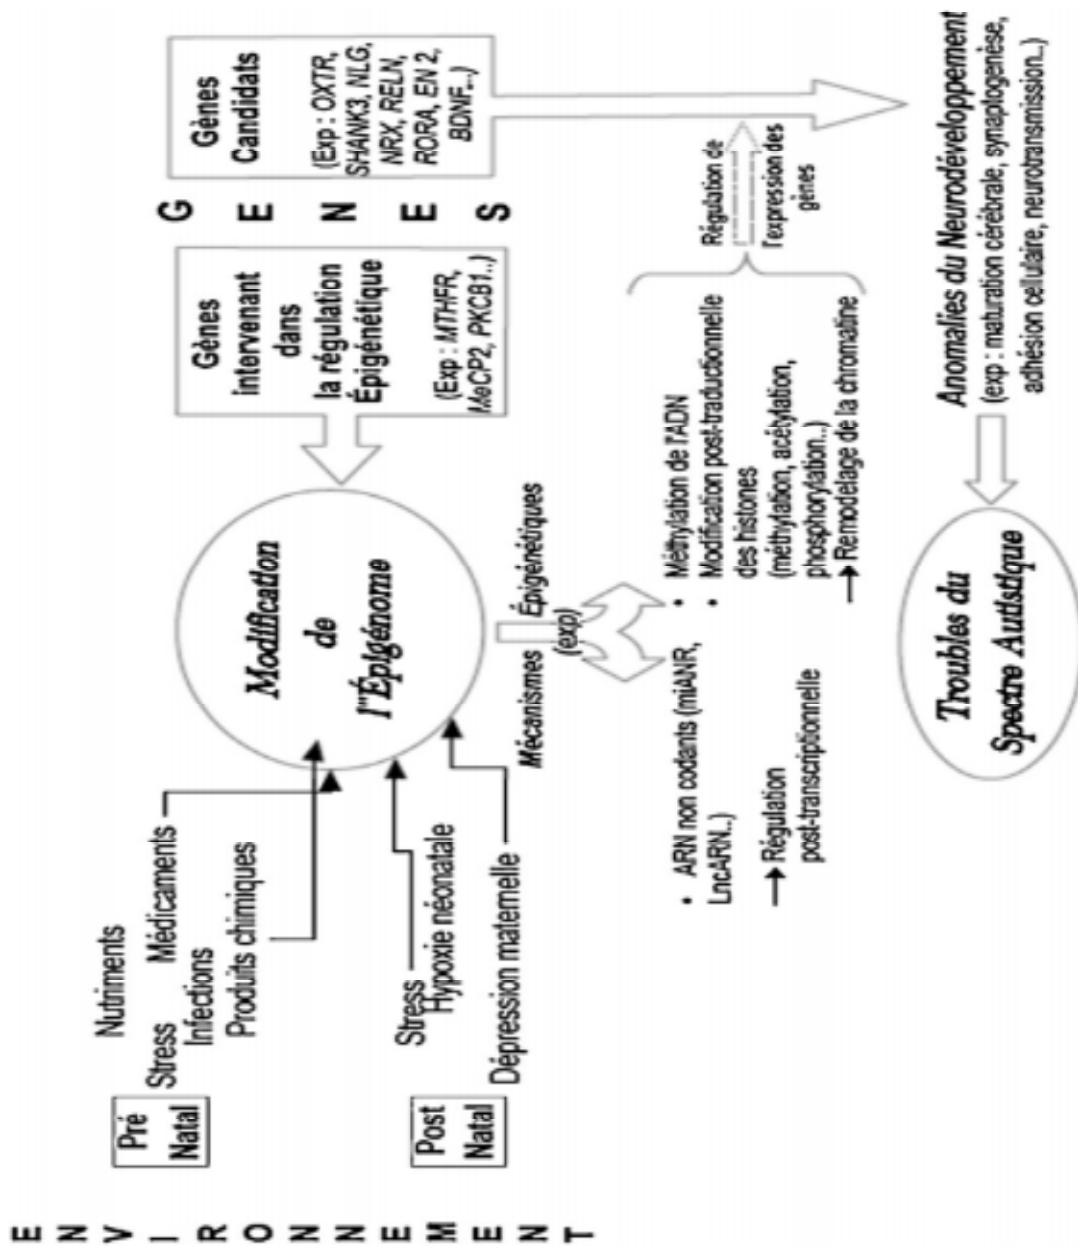 ENVIRONNEMENT
Pré
Natal
Nutriments
Stress Médicaments
Infections
Produits chimiques
Post
Natal
Stress
Hypoxie néonatale
Dépression maternelle
Modification
de
l''Épigénome
Gènes
intervenant
dans
la régulation
Épigénétique
(Exp : MTHFR,
MeCP2, PKCB1..)
GENES
Gènes
Candidats
(Exp : OXTR,
SHANK3, NLG,
NRX, RELN,
RORA, EN 2,
BDNF...)
Mécanismes Épigénétiques
(exp)
• ARN non codants (miANR,
LncARN..)
→ Régulation
post-transcriptionnelle
• Méthylation de l'ADN
• Modification post-traductionnelle
des histones
(méthylation, acétylation,
phosphorylation..)
→ Remodelage de la chromatine
Régulation de
l'expression des
gènes
Anomalies du Neurodéveloppement
(exp : maturation cérébrale, synaptogenèse,
adhésion cellulaire, neurotransmission...)
Troubles du
Spectre Autistique